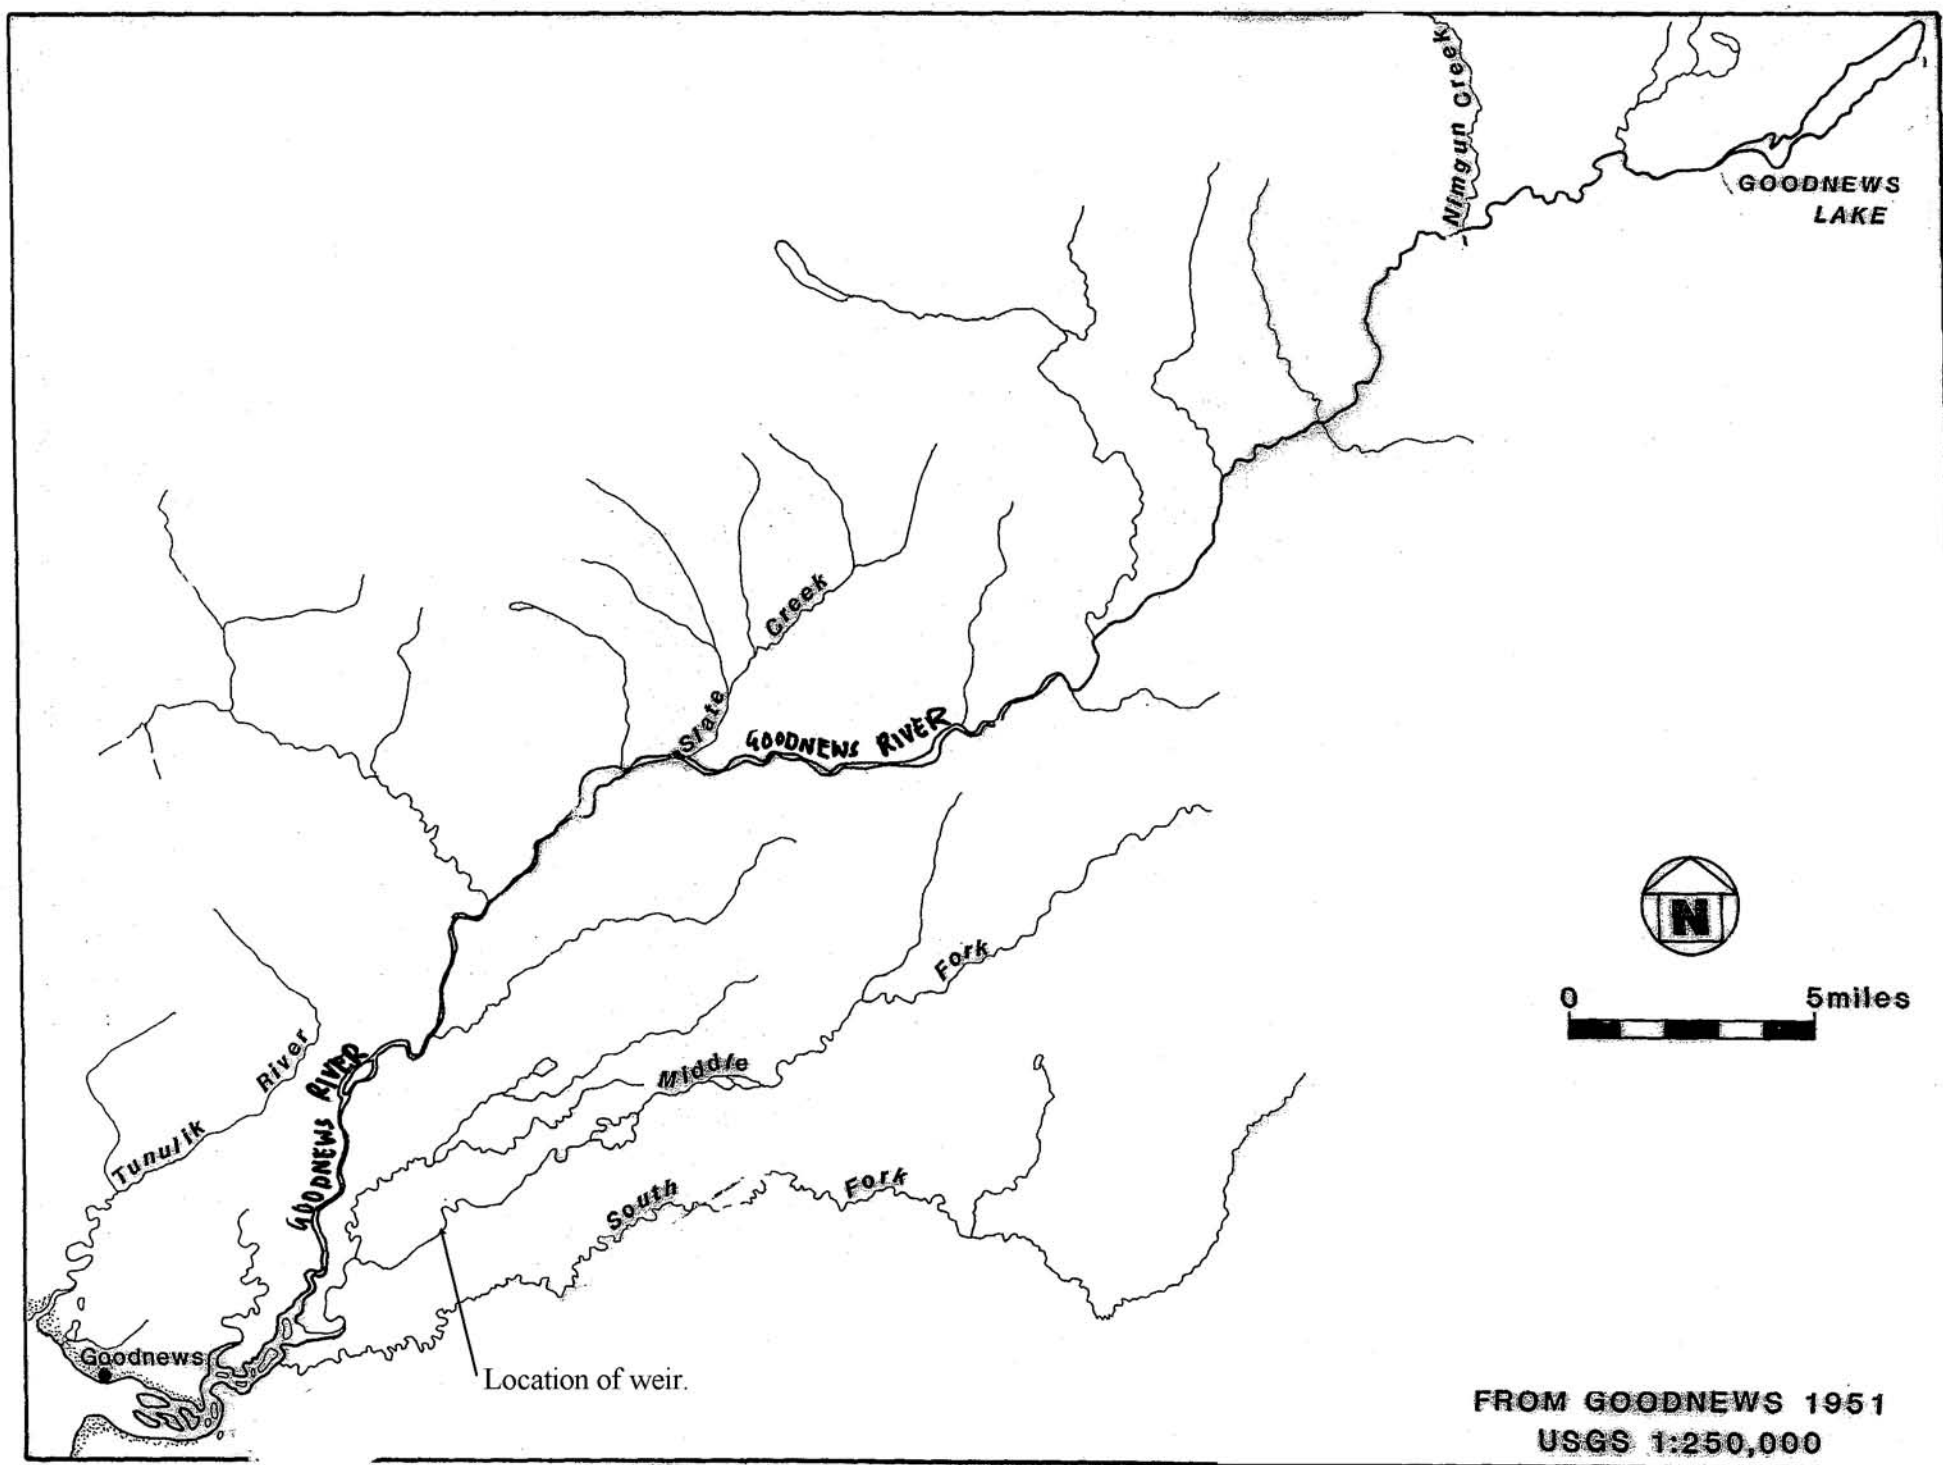 Nimgun Creek
GOODNEWS
LAKE
Slate Creek
GOODNEWS RIVER
Fork
N
0 5miles
GOODNEWS RIVER
Tunulik River
Middle
South Fork
Goodnews
Location of weir.
FROM GOODNEWS 1951
USGS 1:250,000